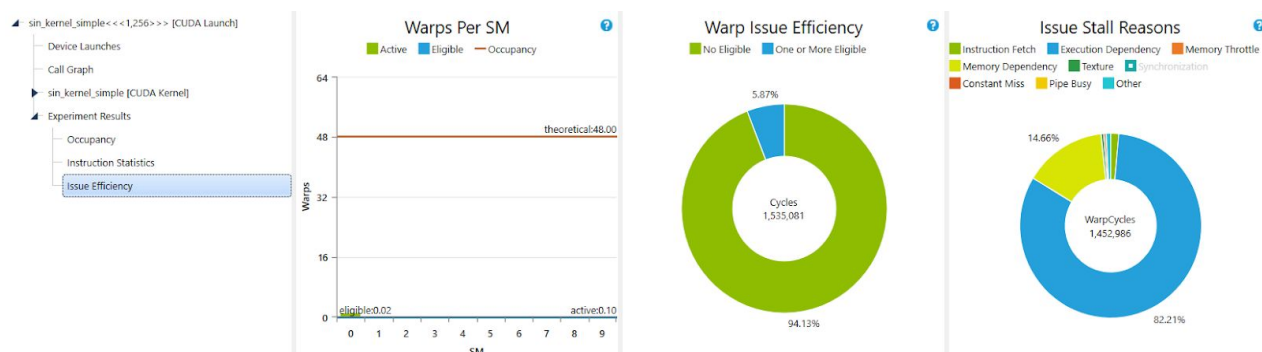 sin_kernel_simple<<<1,256>>> [CUDA Launch]
Device Launches
Call Graph
sin_kernel_simple [CUDA Kernel]
Experiment Results
Occupancy
Instruction Statistics
Issue Efficiency
Warps Per SM
Active Eligible Occupancy
64
48
32
16
0
Warps
theoretical:48.00
eligible:0.02
active:0.10
0 1 2 3 4 5 6 7 8 9
SM
Warp Issue Efficiency
No Eligible One or More Eligible
5.87%
Cycles
1,535,081
94.13%
Issue Stall Reasons
Instruction Fetch Execution Dependency Memory Throttle
Memory Dependency Texture Synchronization
Constant Miss Pipe Busy Other
14.66%
WarpCycles
1,452,986
82.21%